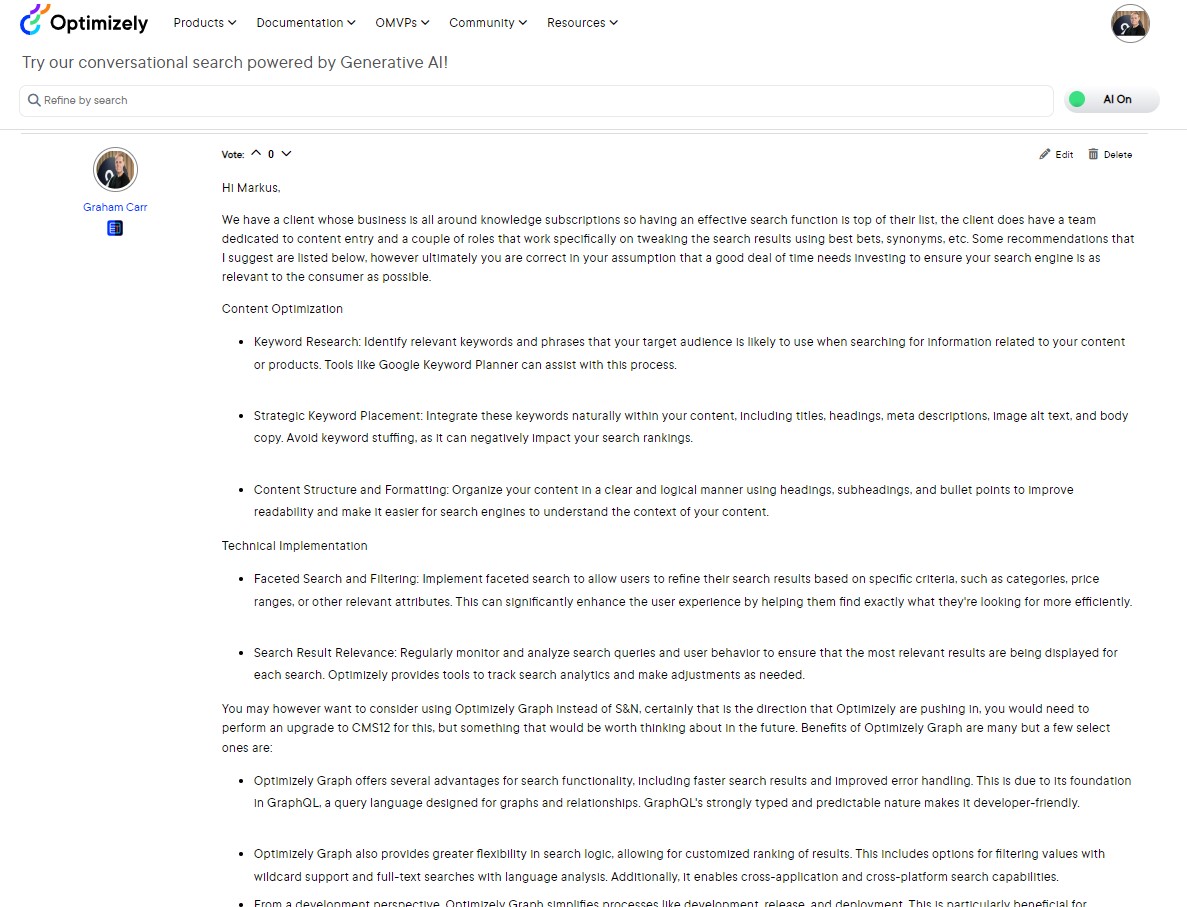 Optimizely
Products Documentation OMVPs Community Resources
Try our conversational search powered by Generative AI!
Refine by search
AI On
Vote: 0
Edit Delete
Graham Carr
Hi Markus,
We have a client whose business is all around knowledge subscriptions so having an effective search function is top of their list, the client does have a team
dedicated to content entry and a couple of roles that work specifically on tweaking the search results using best bets, synonyms, etc. Some recommendations that
I suggest are listed below, however ultimately you are correct in your assumption that a good deal of time needs investing to ensure your search engine is as
relevant to the consumer as possible.
Content Optimization
• Keyword Research: Identify relevant keywords and phrases that your target audience is likely to use when searching for information related to your content
or products. Tools like Google Keyword Planner can assist with this process.
• Strategic Keyword Placement: Integrate these keywords naturally within your content, including titles, headings, meta descriptions, image alt text, and body
copy. Avoid keyword stuffing, as it can negatively impact your search rankings.
• Content Structure and Formatting: Organize your content in a clear and logical manner using headings, subheadings, and bullet points to improve
readability and make it easier for search engines to understand the context of your content.
Technical Implementation
• Faceted Search and Filtering: Implement faceted search to allow users to refine their search results based on specific criteria, such as categories, price
ranges, or other relevant attributes. This can significantly enhance the user experience by helping them find exactly what they're looking for more efficiently.
• Search Result Relevance: Regularly monitor and analyze search queries and user behavior to ensure that the most relevant results are being displayed for
each search. Optimizely provides tools to track search analytics and make adjustments as needed.
You may however want to consider using Optimizely Graph instead of S&N, certainly that is the direction that Optimizely are pushing in, you would need to
perform an upgrade to CMS12 for this, but something that would be worth thinking about in the future. Benefits of Optimizely Graph are many but a few select
ones are:
• Optimizely Graph offers several advantages for search functionality, including faster search results and improved error handling. This is due to its foundation
in GraphQL, a query language designed for graphs and relationships. GraphQL's strongly typed and predictable nature makes it developer-friendly.
• Optimizely Graph also provides greater flexibility in search logic, allowing for customized ranking of results. This includes options for filtering values with
wildcard support and full-text searches with language analysis. Additionally, it enables cross-application and cross-platform search capabilities.
• From a development perspective, Optimizely Graph simplifies processes like development, release, and deployment. This is particularly beneficial for